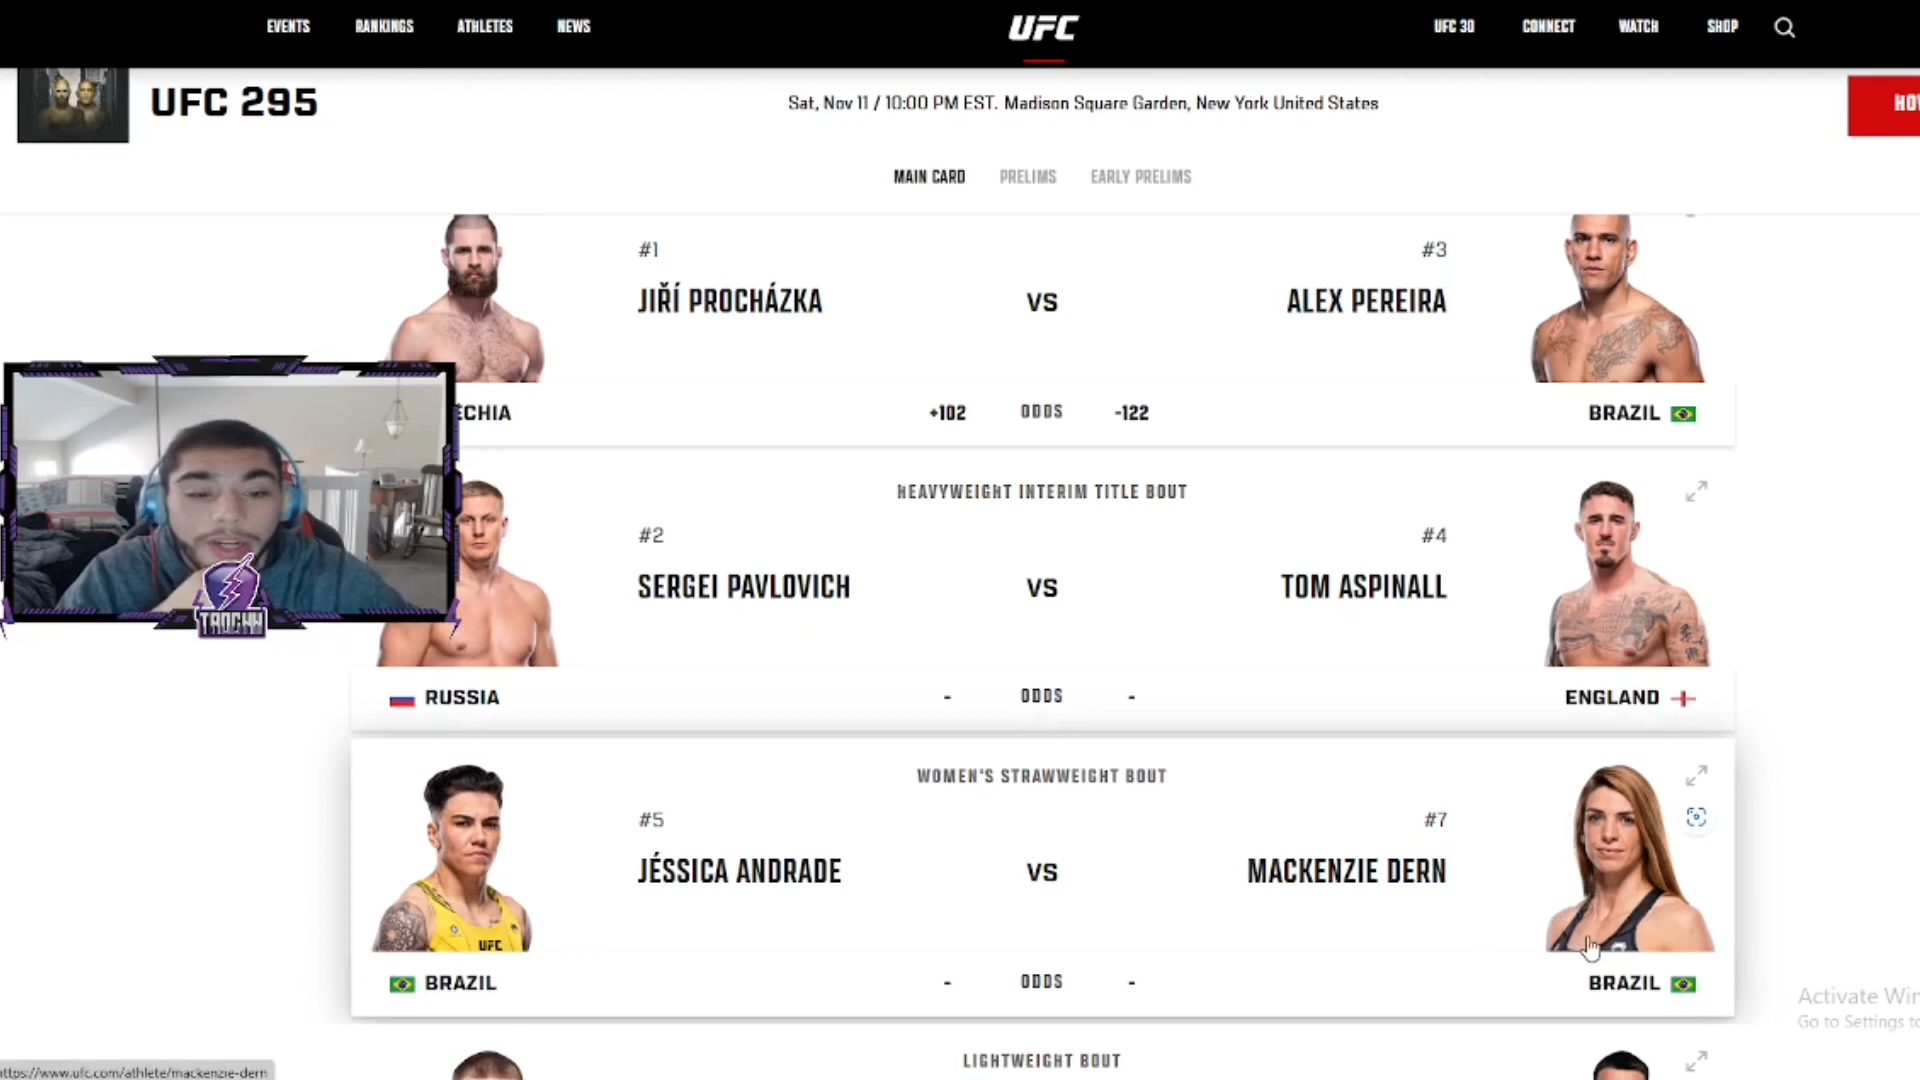 EVENTS RANKINGS ATHLETES NEWS UFC UFC 30 CONNECT WATCH SHOP
UFC 295 Sat, Nov 11 / 10:00 PM EST. Madison Square Garden, New York United States
MAIN CARD PRELIMS EARLY PRELIMS
#1 #3
JIŘÍ PROCHÁZKA VS ALEX PEREIRA
ECHIA +102 ODDS -122 BRAZIL
HEAVYWEIGHT INTERIM TITLE BOUT
#2 #4
SERGEI PAVLOVICH VS TOM ASPINALL
TROCHH
RUSSIA - ODDS - ENGLAND
WOMEN'S STRAWWEIGHT BOUT
#5 #7
JÉSSICA ANDRADE VS MACKENZIE DERN
UFC
BRAZIL - ODDS - BRAZIL
Activate Win
Go to Settings to
LIGHTWEIGHT BOUT
ttps://www.ufc.com/athlete/mackenzie-dern